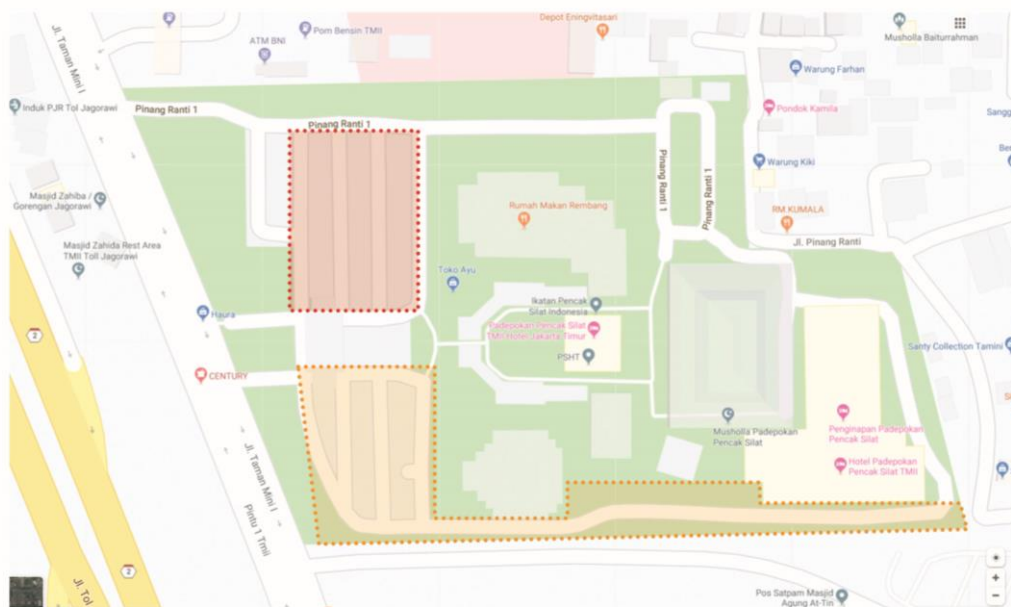 Jl. Taman Mini I
ATM BNI
Pom Bensin TMII
Depot Eningvitasari
Musholla Baiturrahman
Warung Farhan
Induk PJR Tol Jagorawi
Pinang Ranti 1
Pinang Ranti 1
Pondok Kamila
Sangg
Ber
Warung Kiki
Pinang Ranti 1
Pinang Ranti 1
Masjid Zahiba /
Gorengan Jagorawi
Rumah Makan Rembang
RM KUMALA
Jl. Pinang Ranti
Masjid Zahida Rest Area
TMII Toll Jagorawi
Toko Ayu
Ikatan Pencak
Silat Indonesia
Haura
Padepokan Pencak Silat
TMII Hotel Jakarta Timur
PSHT
Santy Collection Tamini
2
CENTURY
Musholla Padepokan
Pencak Silat
Penginapan Padepokan
Pencak Silat
Hotel Padepokan
Pencak Silat TMII
Jl. Taman Mini I
Pintu 1 Tmii
2
Jl. Tol
Pos Satpam Masjid
Agung At-Tin